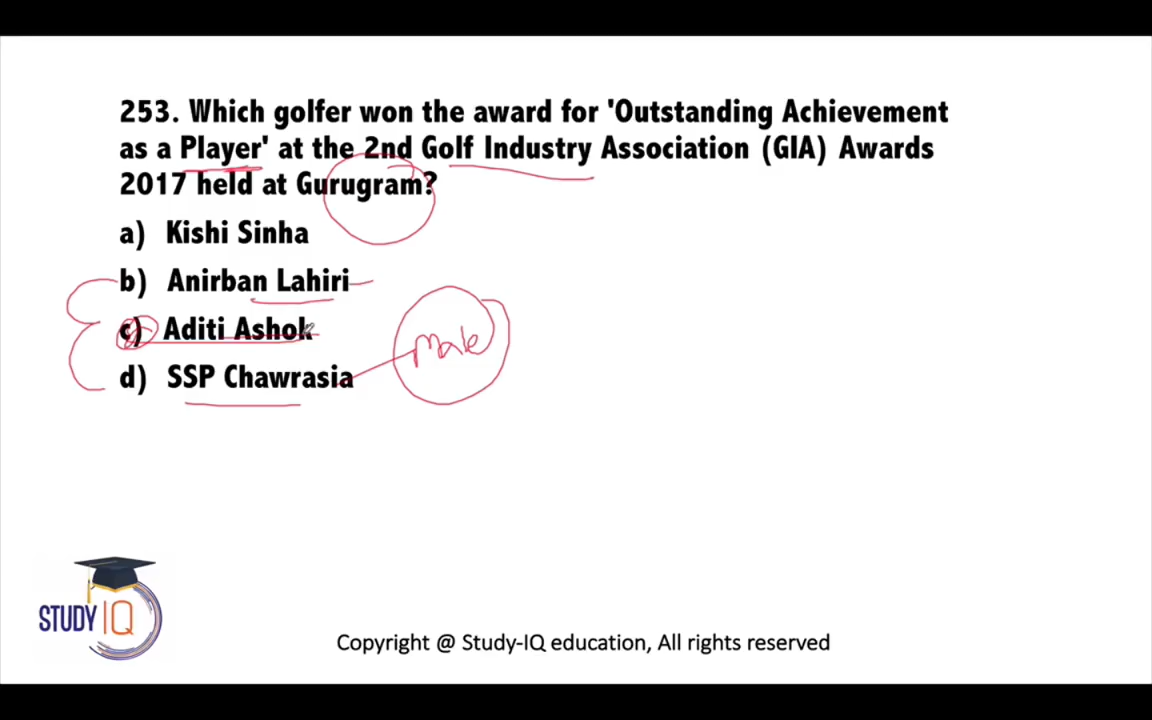 253. Which golfer won the award for 'Outstanding Achievement
as a Player' at the 2nd Golf Industry Association (GIA) Awards
2017 held at Gurugram?
a) Kishi Sinha
b) Anirban Lahiri
c) Aditi Ashok
Male
d) SSP Chawrasia
STUDY IQ
Copyright @ Study-IQ education, All rights reserved